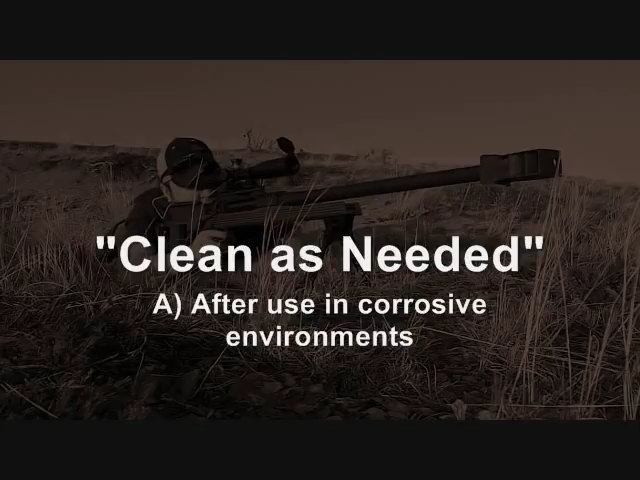 "Clean as Needed"
A) After use in corrosive
environments